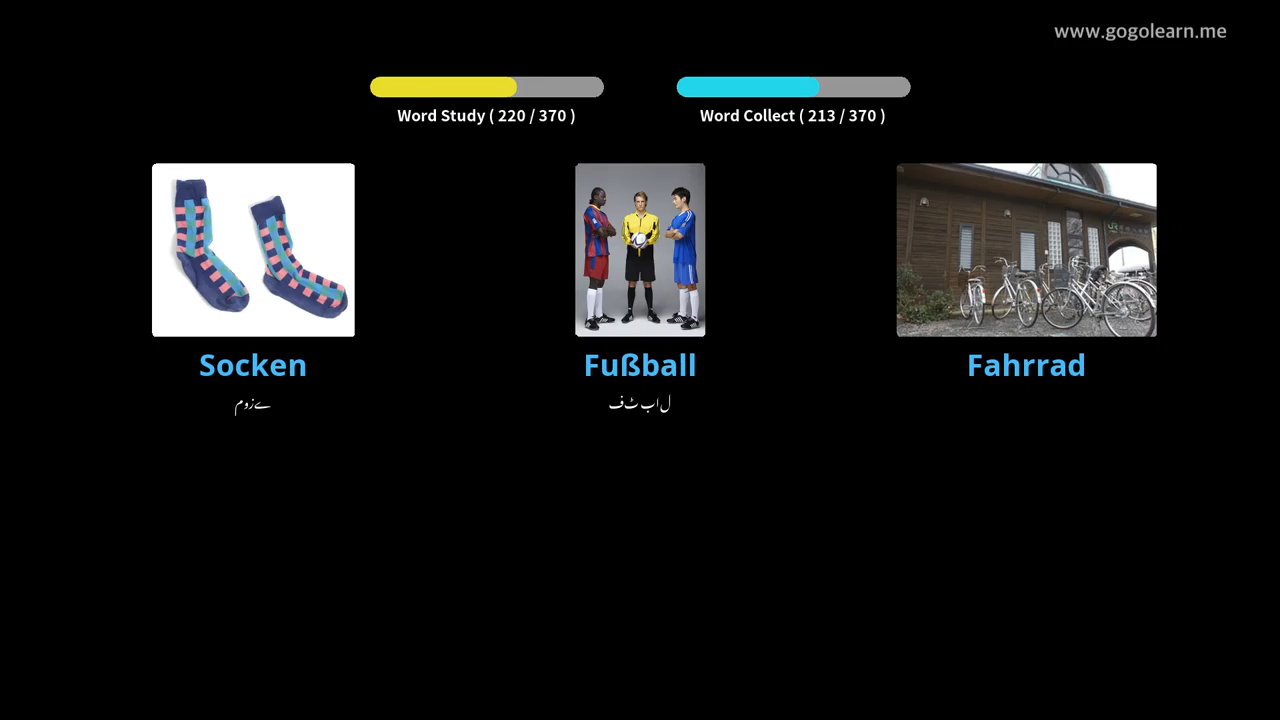 www.gogolearn.me
Word Study ( 220 / 370 )
Word Collect ( 213 / 370 )
Socken
Fußball
Fahrrad
موزے
فٹ بال